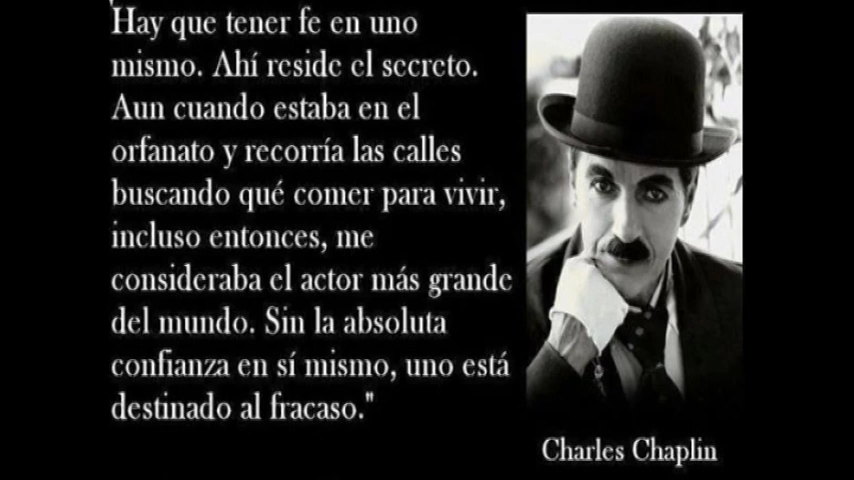 "Hay que tener fe en uno
mismo. Ahí reside el secreto.
Aun cuando estaba en el
orfanato y recorría las calles
buscando qué comer para vivir,
incluso entonces, me
consideraba el actor más grande
del mundo. Sin la absoluta
confianza en sí mismo, uno está
destinado al fracaso."
Charles Chaplin